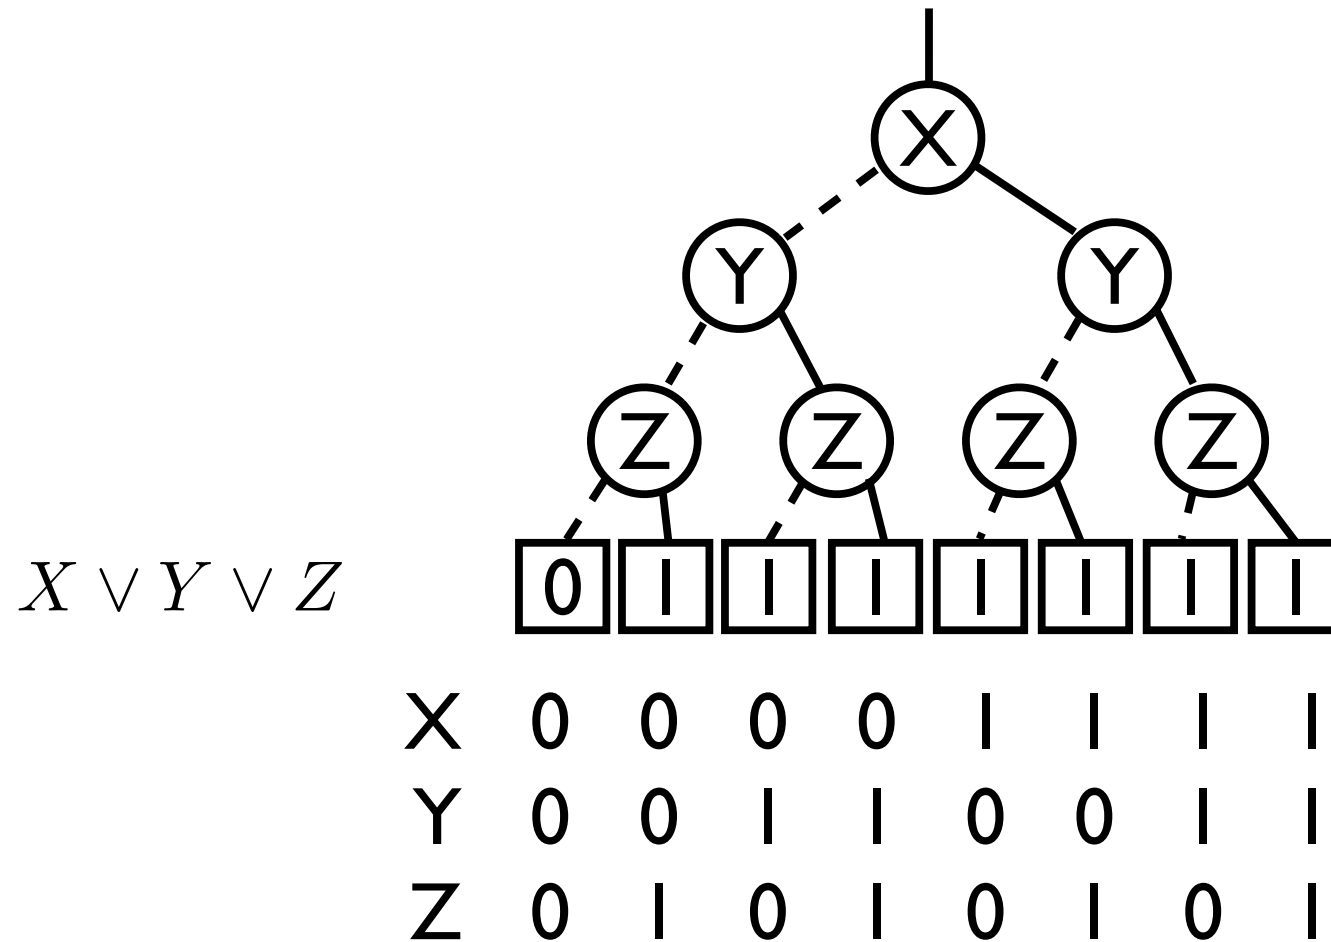 X
Y Y
Z Z Z Z
X ∨ Y ∨ Z 0 1 1 1 1 1 1 1
X 0 0 0 0 1 1 1 1
Y 0 0 1 1 0 0 1 1
Z 0 1 0 1 0 1 0 1